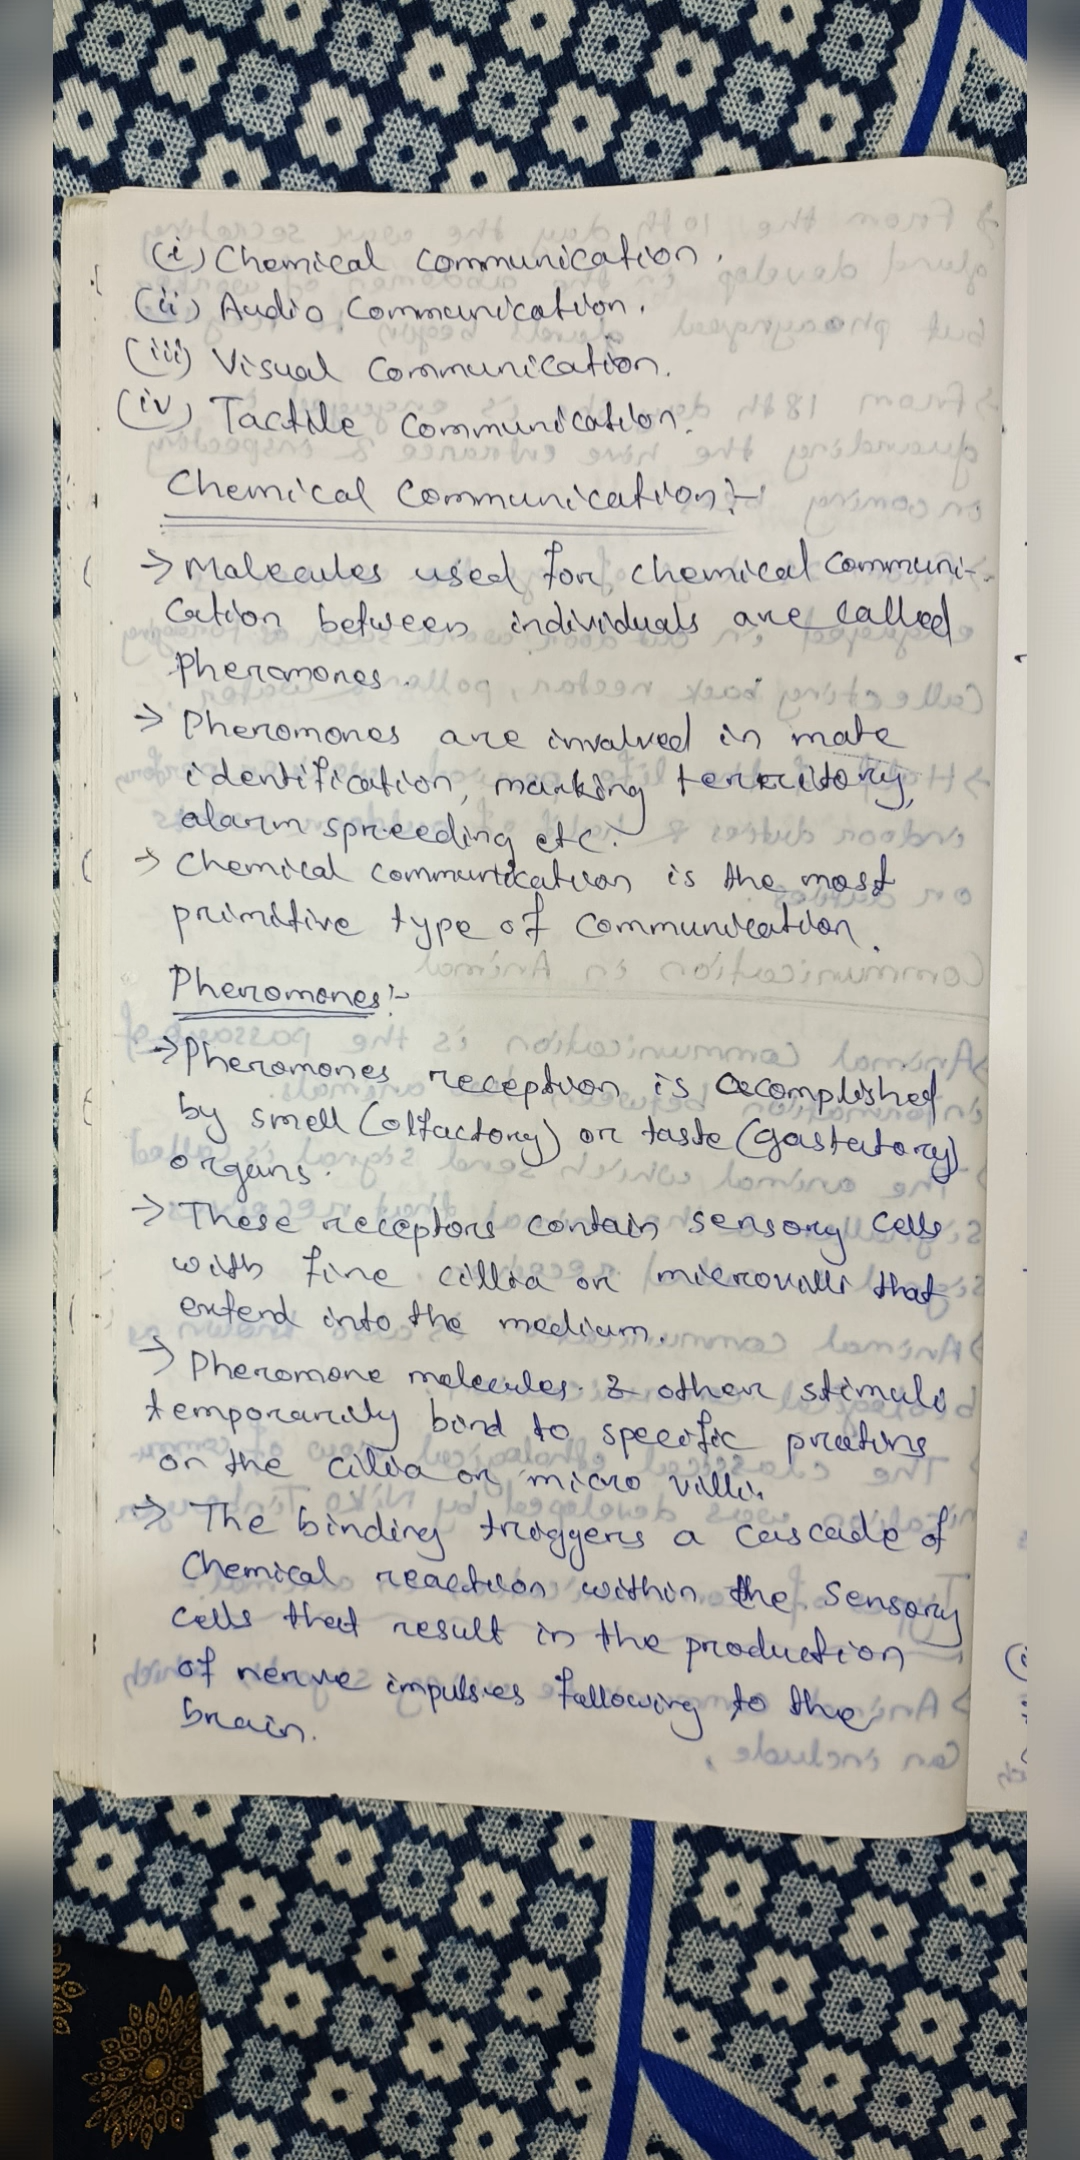 (i) Chemical Communication.
(ii) Audio Communication.
(iii) Visual Communication.
(iv) Tactile Communication.
Chemical Communication:-
→ Molecules used for chemical communi-
cation between individuals are called
pheromones.
→ Pheromones are involved in mate
identification, marking territory,
alarm spreeding etc.
→ Chemical communication is the most
primitive type of communication.
Pheromones:-
→ Pheromones reception is accomplished
by smell (olfactory) or taste (gastatory)
organs.
→ These receptors contain sensory cells
with fine cillia or microvilli that
extend into the medium.
→ Pheromone molecules & other stimuli
temporarily bind to specific proteins
on the cilia or micro villi.
→ The binding triggers a cascade of
chemical reaction within the sensory
cells that result in the production
of nerve impulses following to the
brain.